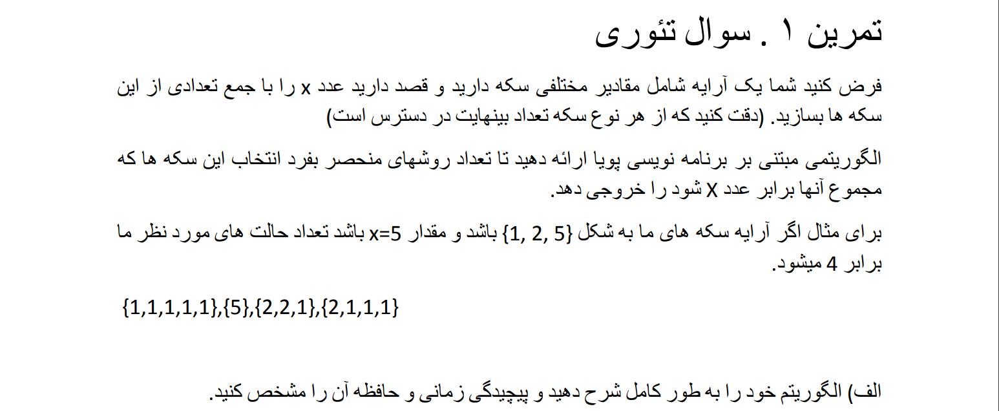 تمرین ۱ . سوال تئوری
فرض کنید شما یک آرایه شامل مقادیر مختلفی سکه دارید و قصد دارید عدد x را با جمع تعدادی از این
سکه ها بسازید. (دقت کنید که از هر نوع سکه تعداد بینهایت در دسترس است)
الگوریتمی مبتنی بر برنامه نویسی پویا ارائه دهید تا تعداد روشهای منحصر بفرد انتخاب این سکه ها که
مجموع آنها برابر عدد X شود را خروجی دهد.
برای مثال اگر آرایه سکه های ما به شکل {1, 2, 5} باشد و مقدار x=5 باشد تعداد حالت های مورد نظر ما
برابر 4 میشود.
{1,1,1,1,1},{5},{2,2,1},{2,1,1,1}
الف) الگوریتم خود را به طور کامل شرح دهید و پیچیدگی زمانی و حافظه آن را مشخص کنید.